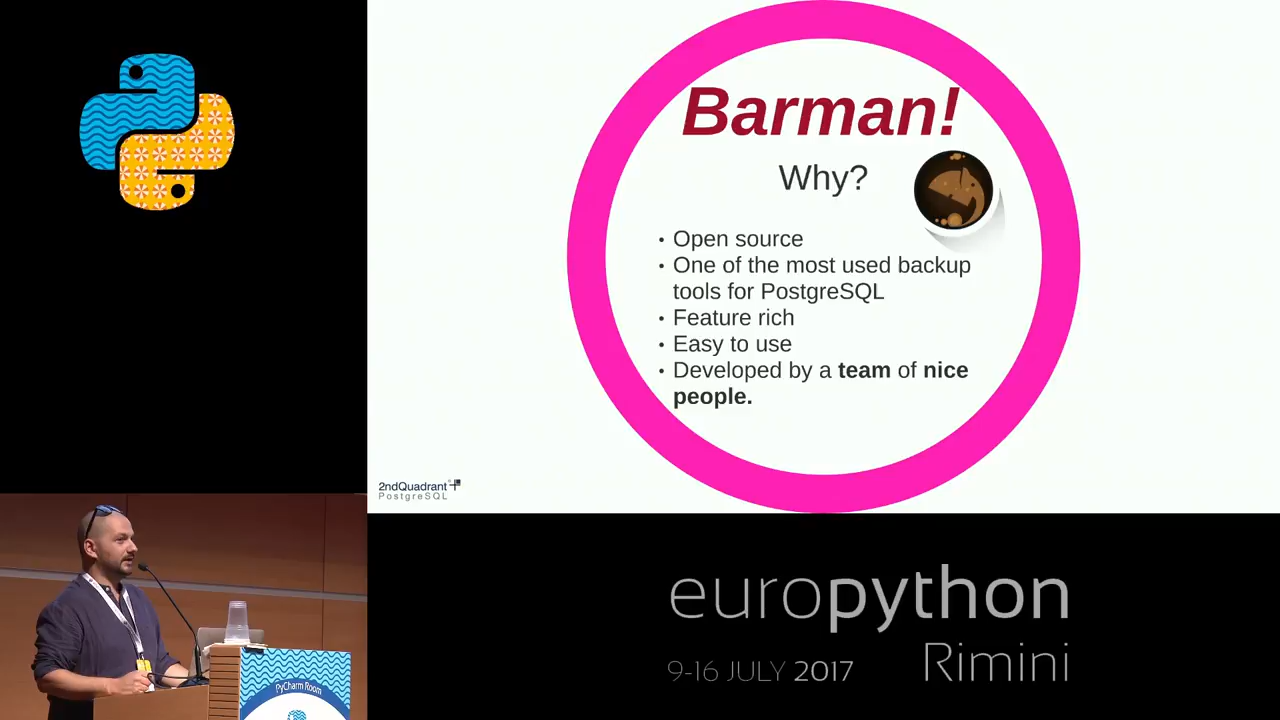 Barman!
Why?
• Open source
• One of the most used backup
tools for PostgreSQL
• Feature rich
• Easy to use
• Developed by a team of nice
people.
2ndQuadrant
PostgreSQL
PyCharm Room
europython
Rimini
9-16 JULY 2017